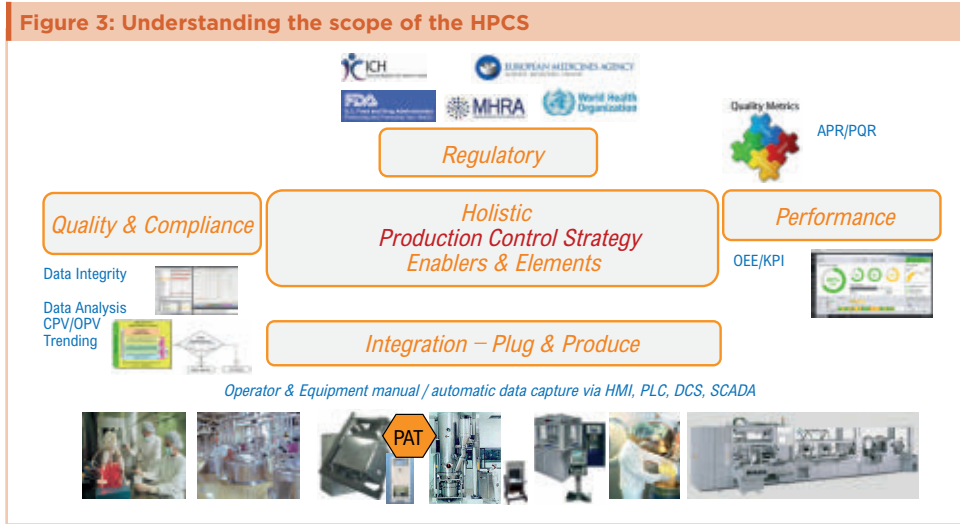 Figure 3: Understanding the scope of the HPCS
ICH
EUROPEAN MEDICINES AGENCY
FDA
MHRA
World Health
Organization
Quality Metrics
APR/PQR
Regulatory
Quality & Compliance
Holistic
Production Control Strategy
Enablers & Elements
Performance
Data Integrity
Data Analysis
CPV/OPV
Trending
OEE/KPI
Integration – Plug & Produce
Operator & Equipment manual / automatic data capture via HMI, PLC, DCS, SCADA
PAT